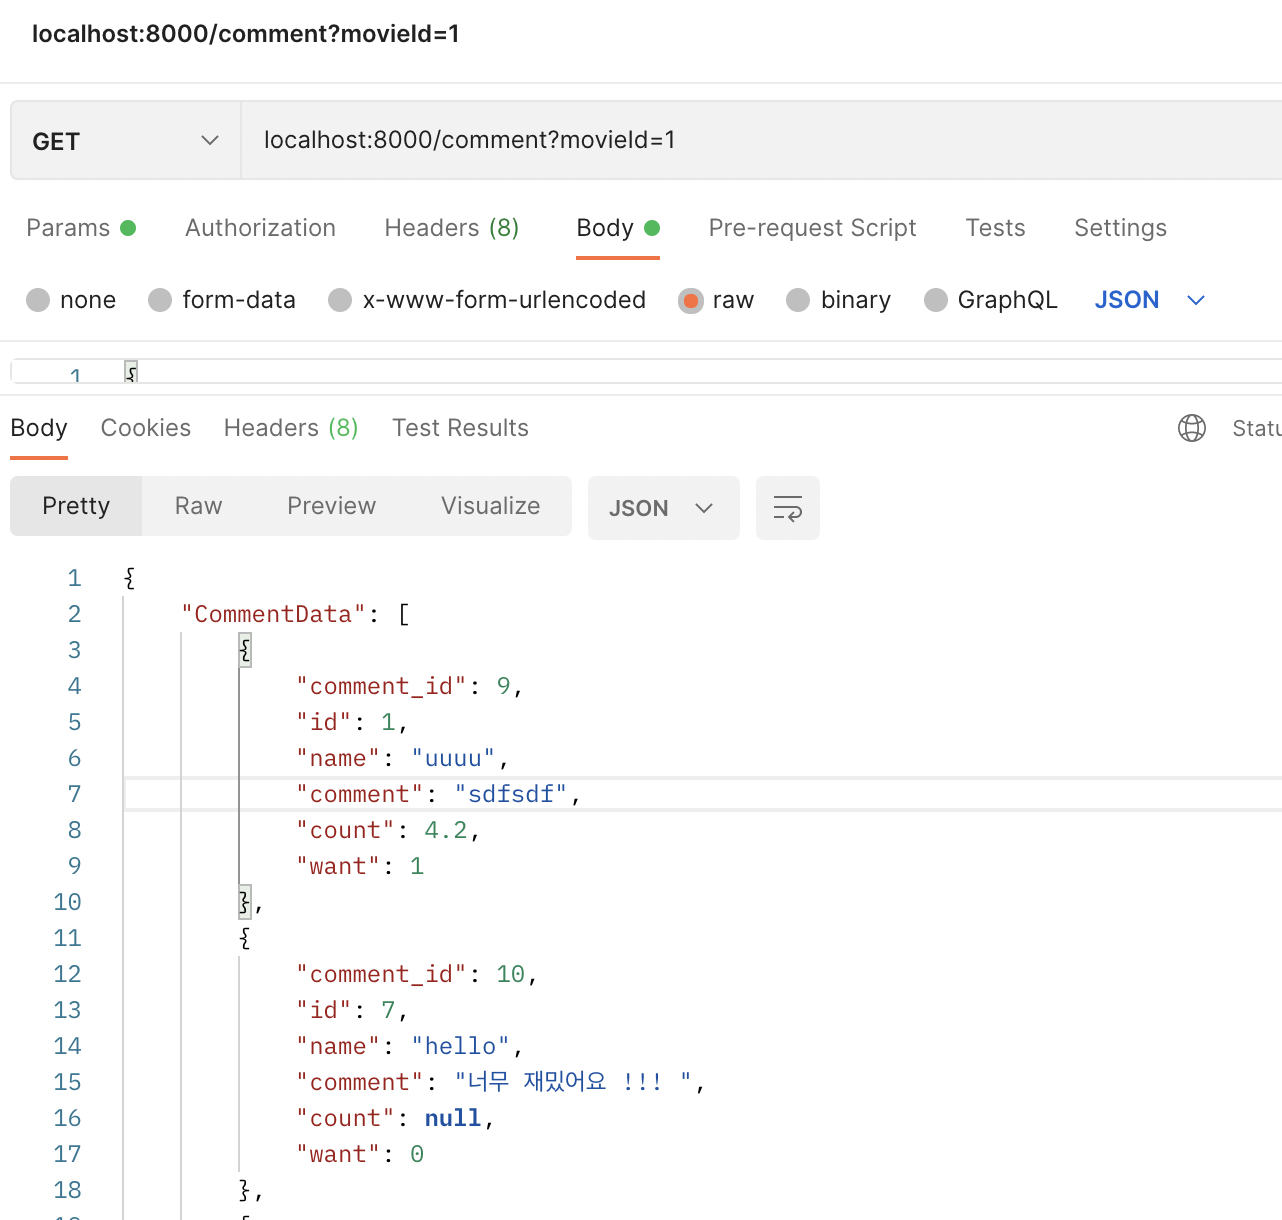 localhost:8000/comment?movieId=1
GET localhost:8000/comment?movieId=1
Params Authorization Headers (8) Body Pre-request Script Tests Settings
none form-data x-www-form-urlencoded raw binary GraphQL JSON
1 {
Body Cookies Headers (8) Test Results
Pretty Raw Preview Visualize JSON
1 {
2 "CommentData": [
3 {
4 "comment_id": 9,
5 "id": 1,
6 "name": "uuuu",
7 "comment": "sdfsdf",
8 "count": 4.2,
9 "want": 1
10 },
11 {
12 "comment_id": 10,
13 "id": 7,
14 "name": "hello",
15 "comment": "너무 재밌어요 !!! ",
16 "count": null,
17 "want": 0
18 },